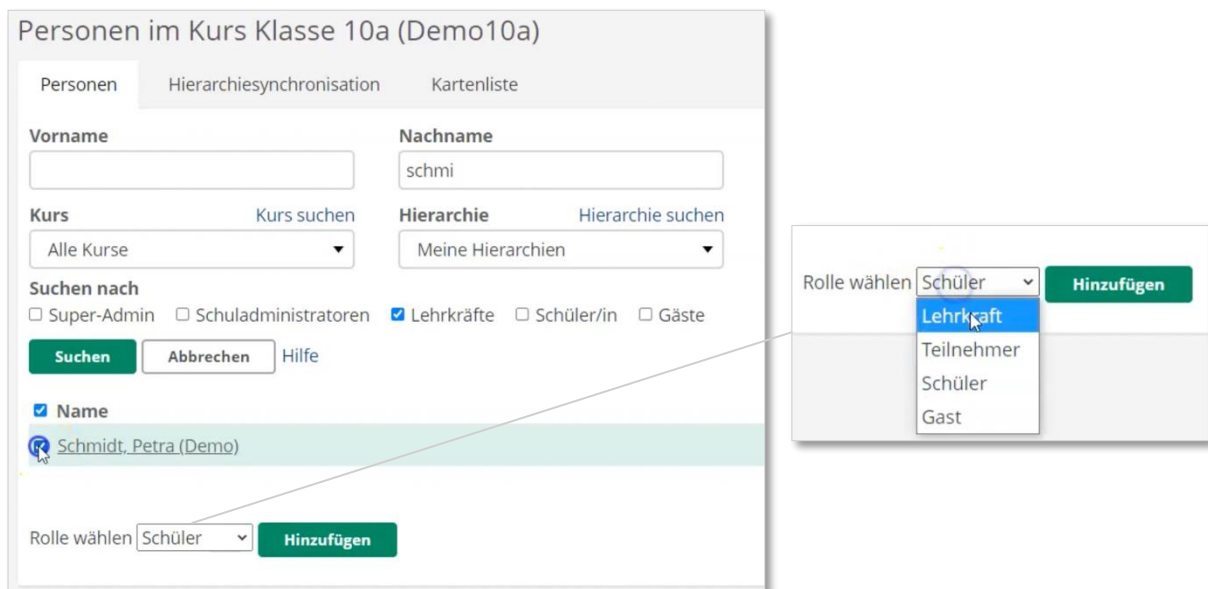 Personen im Kurs Klasse 10a (Demo10a)
Personen Hierarchiesynchronisation Kartenliste
Vorname Nachname
schmi
Kurs Kurs suchen Hierarchie Hierarchie suchen
Alle Kurse Meine Hierarchien
Suchen nach
Super-Admin Schuladministratoren Lehrkräfte Schüler/in Gäste
Suchen Abbrechen Hilfe
Name
Schmidt, Petra (Demo)
Rolle wählen Schüler Hinzufügen
Rolle wählen Schüler Hinzufügen
Lehrkraft
Teilnehmer
Schüler
Gast